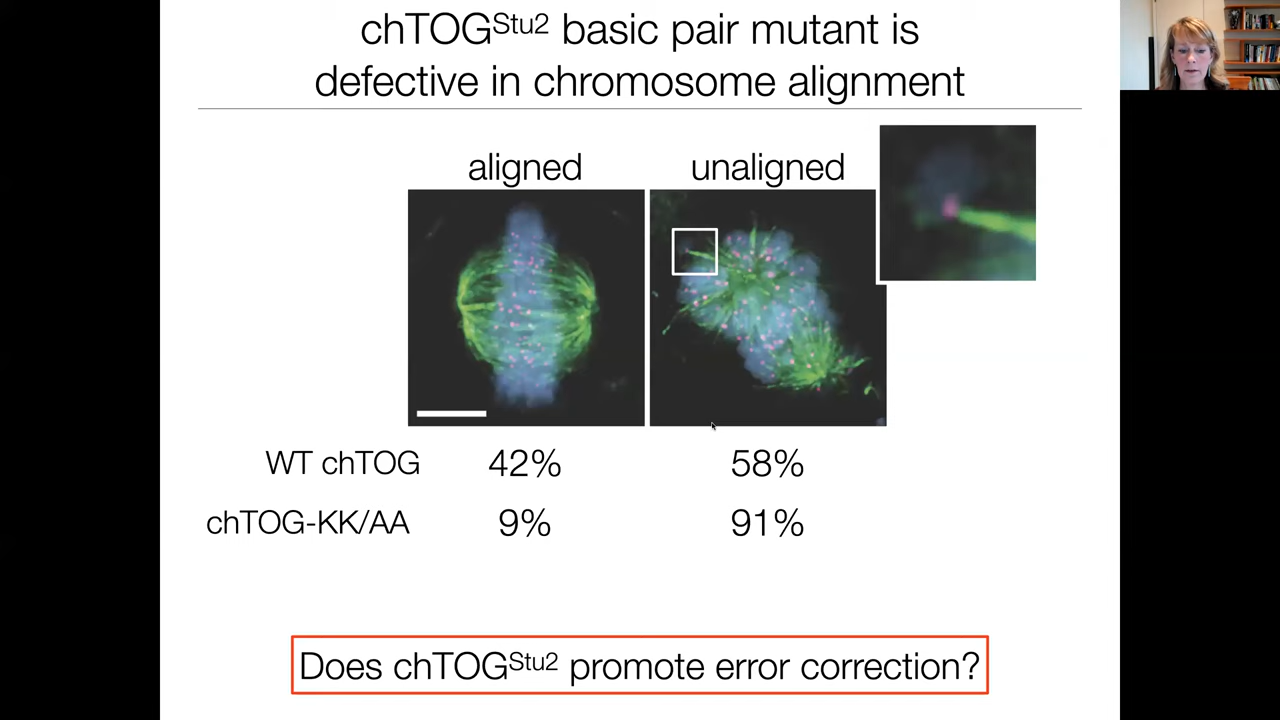 chTOGStu2 basic pair mutant is
defective in chromosome alignment
aligned unaligned
WT chTOG 42% 58%
chTOG-KK/AA 9% 91%
Does chTOGStu2 promote error correction?